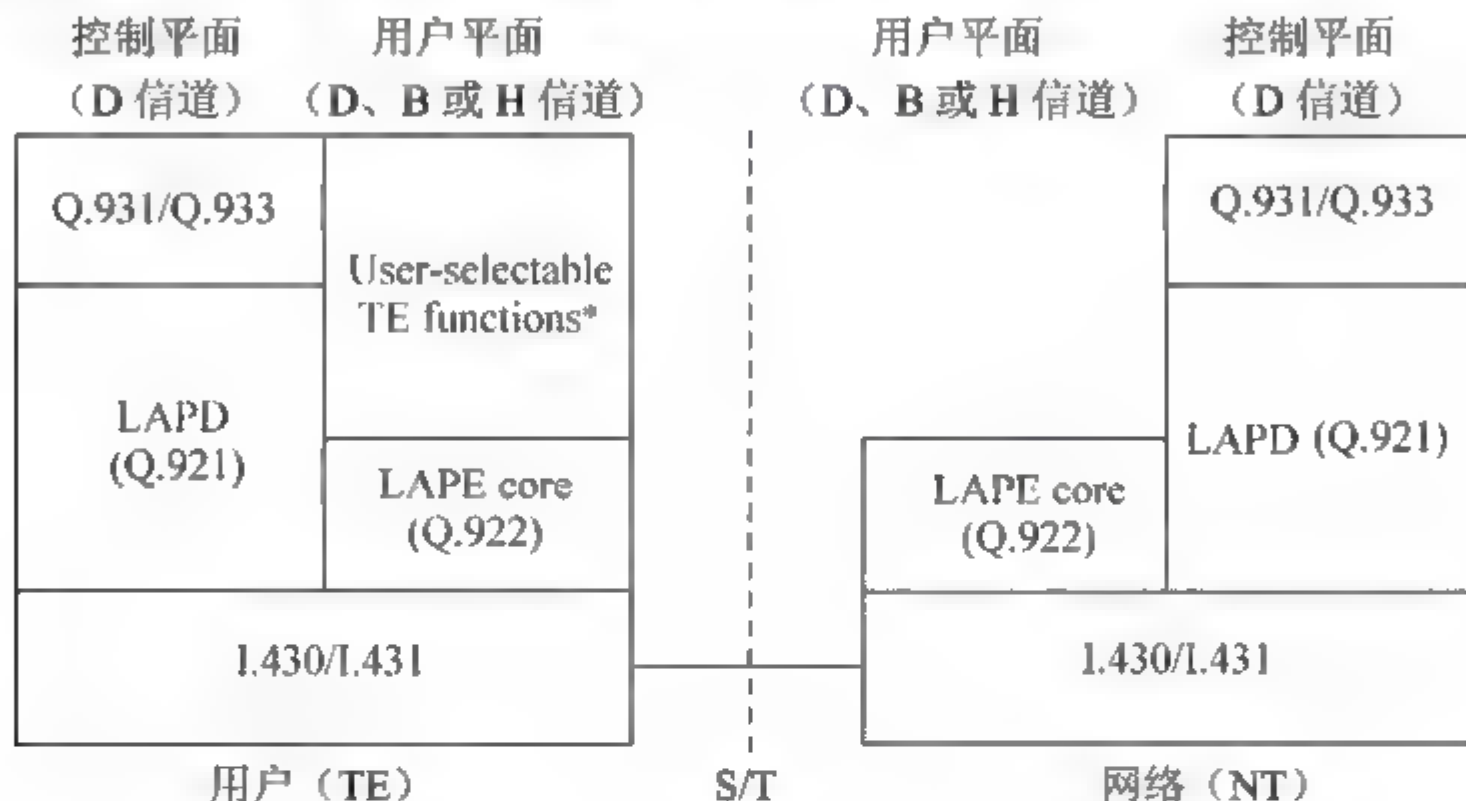 控制平面 用户平面 用户平面 控制平面
(D 信道) (D、B 或 H 信道) (D、B 或 H 信道) (D 信道)
Q.931/Q.933 Q.931/Q.933
User-selectable
TE functions*
LAPD
(Q.921)
LAPD (Q.921)
LAPE core
(Q.922)
LAPE core
(Q.922)
I.430/I.431 I.430/I.431
用户(TE) S/T 网络(NT)